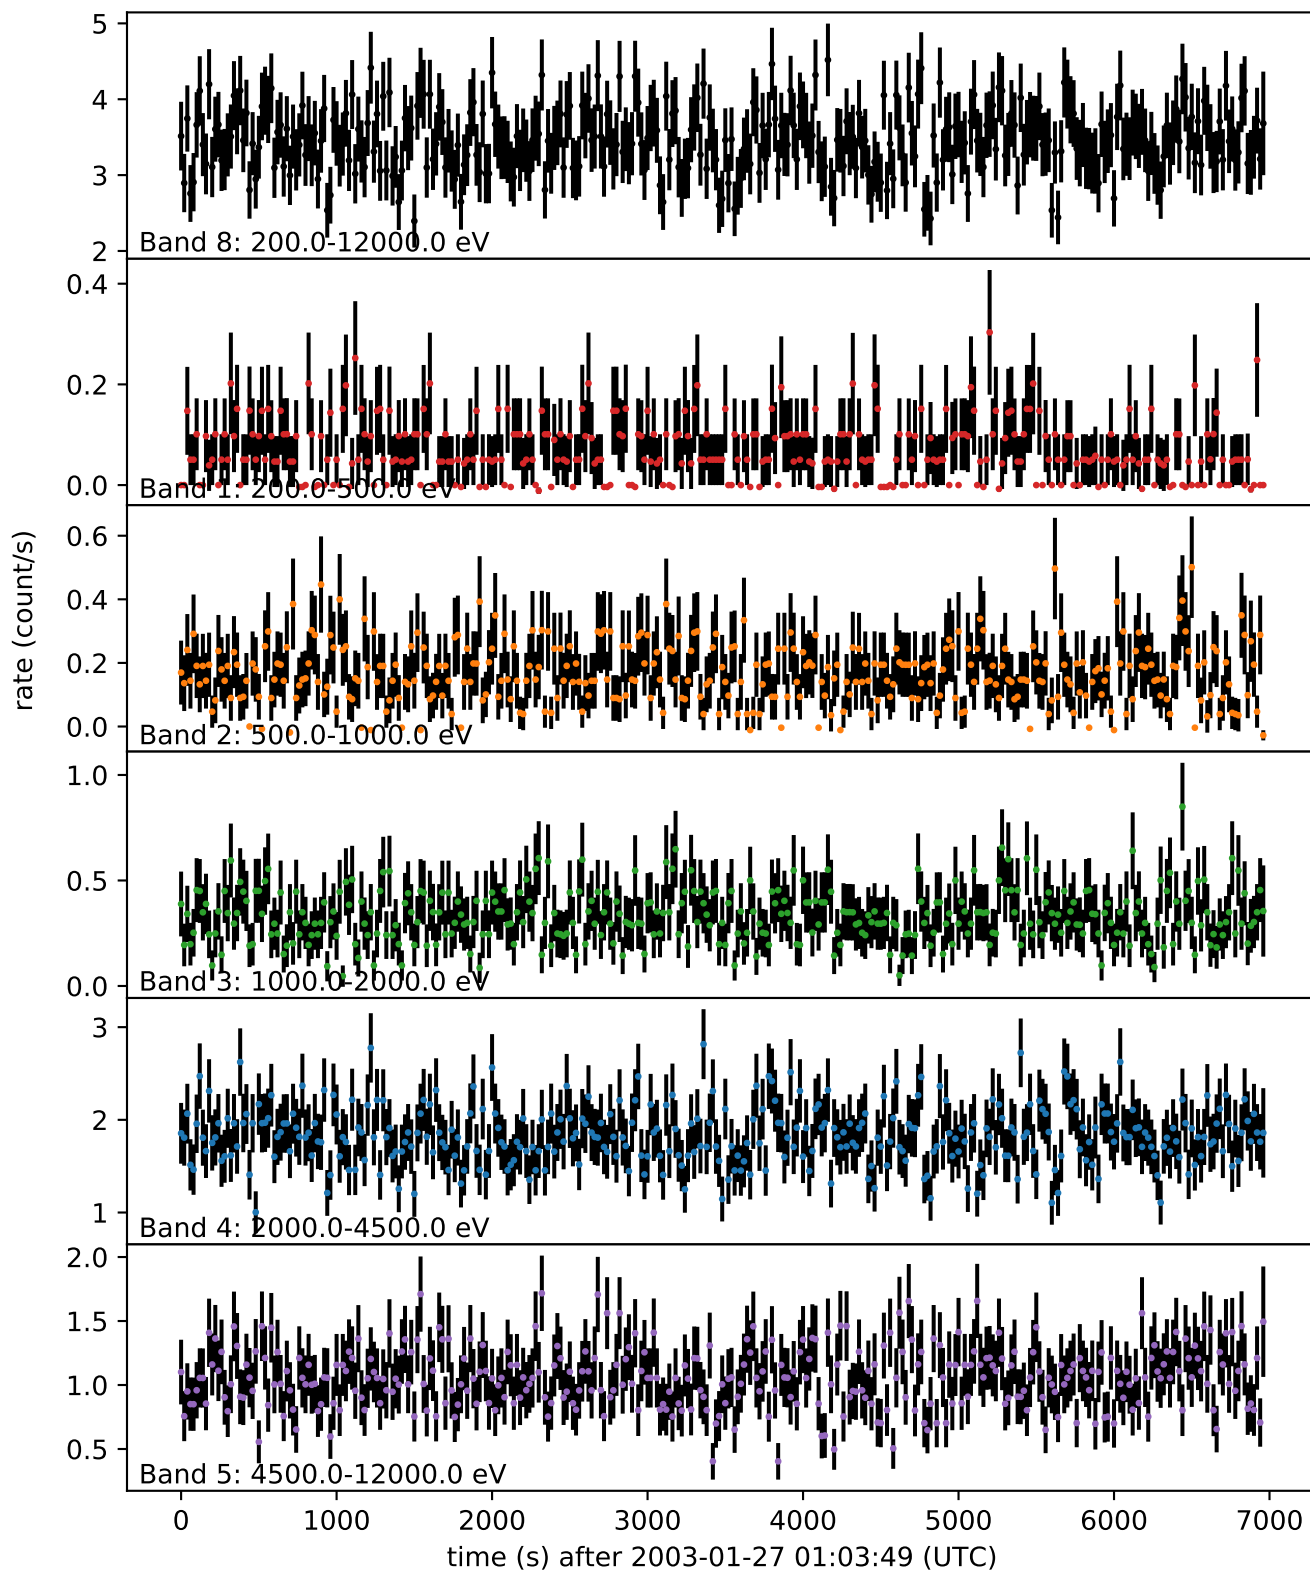 5
4
3
2
Band 8: 200.0-12000.0 eV
0.4
0.2
0.0
Band 1: 200.0-500.0 eV
rate (count/s)
0.6
0.4
0.2
0.0
Band 2: 500.0-1000.0 eV
1.0
0.5
0.0
Band 3: 1000.0-2000.0 eV
3
2
1
Band 4: 2000.0-4500.0 eV
2.0
1.5
1.0
0.5
Band 5: 4500.0-12000.0 eV
0 1000 2000 3000 4000 5000 6000 7000
time (s) after 2003-01-27 01:03:49 (UTC)